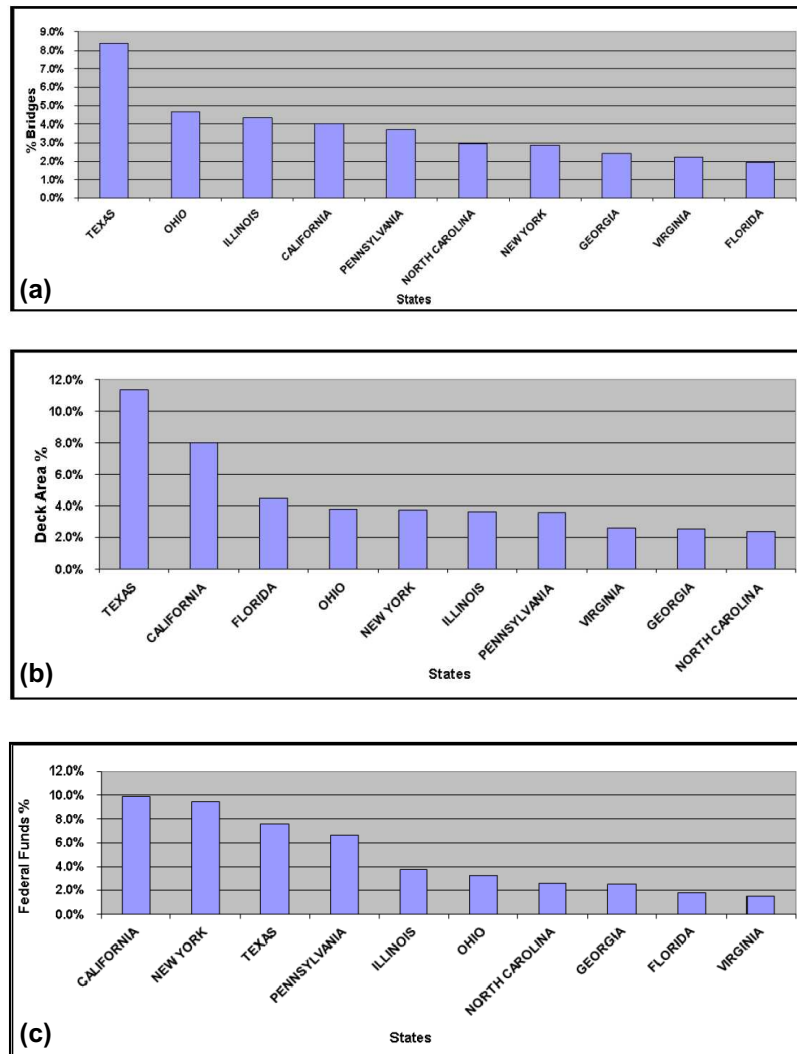 9.0%
8.0%
7.0%
6.0%
5.0%
4.0%
3.0%
2.0%
1.0%
0.0%
% Bridges
TEXAS
OHIO
ILLINOIS
CALIFORNIA
PENNSYLVANIA
NORTH CAROLINA
NEW YORK
GEORGIA
VIRGINIA
FLORIDA
States
(a)
12.0%
10.0%
8.0%
6.0%
4.0%
2.0%
0.0%
Deck Area %
TEXAS
CALIFORNIA
FLORIDA
OHIO
NEW YORK
ILLINOIS
PENNSYLVANIA
VIRGINIA
GEORGIA
NORTH CAROLINA
States
(b)
12.0%
10.0%
8.0%
6.0%
4.0%
2.0%
0.0%
Federal Funds %
CALIFORNIA
NEW YORK
TEXAS
PENNSYLVANIA
ILLINOIS
OHIO
NORTH CAROLINA
GEORGIA
FLORIDA
VIRGINIA
States
(c)